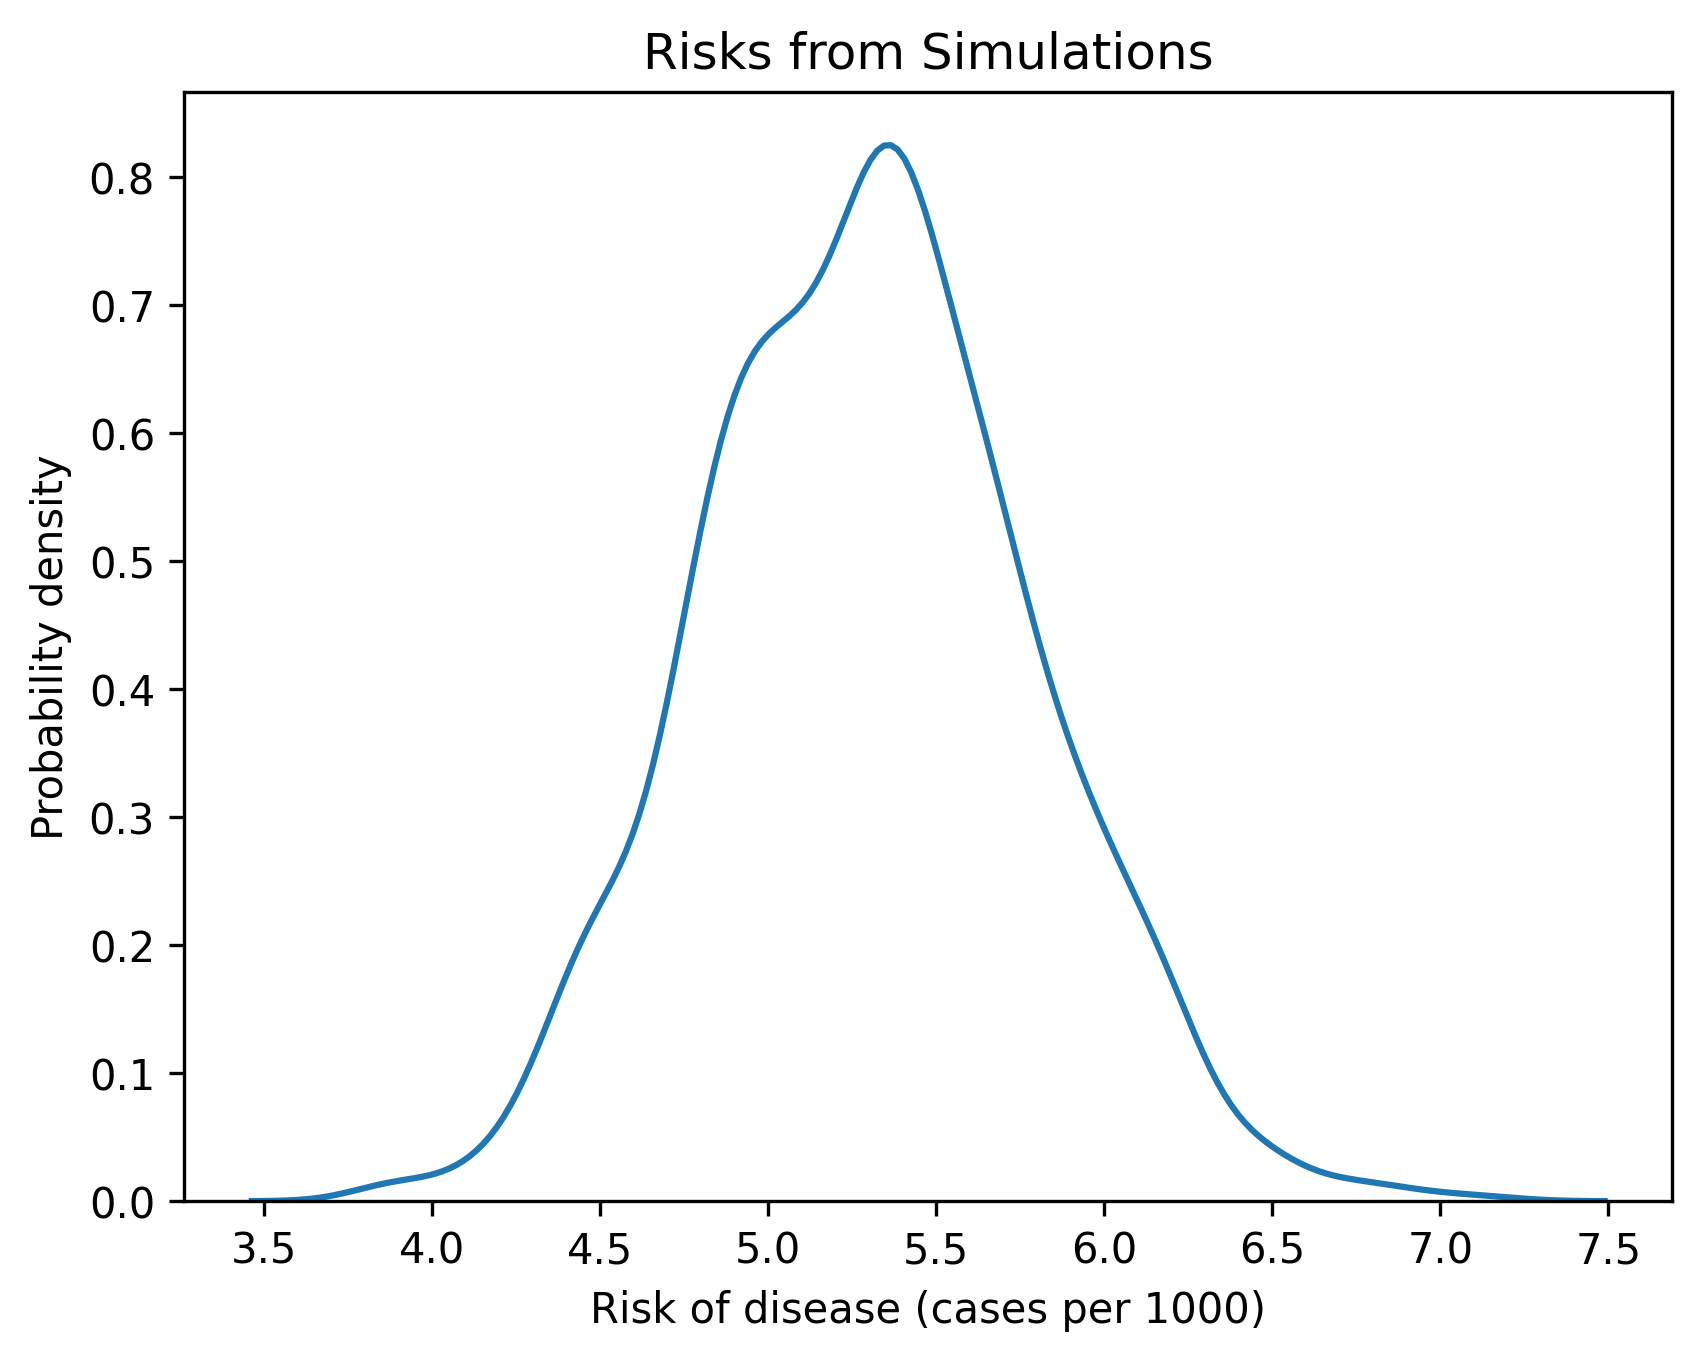 Risks from Simulations
Probability density
0.8
0.7
0.6
0.5
0.4
0.3
0.2
0.1
0.0
3.5 4.0 4.5 5.0 5.5 6.0 6.5 7.0 7.5
Risk of disease (cases per 1000)